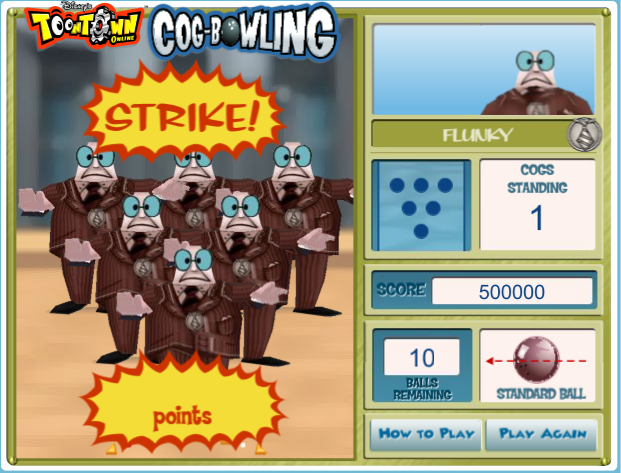 Disney's
TOONTOWN
ONLINE
COG-BOWLING
STRIKE!
points
FLUNKY
COGS
STANDING
1
SCORE
500000
10
BALLS
REMAINING
STANDARD BALL
HOW TO PLAY
PLAY AGAIN